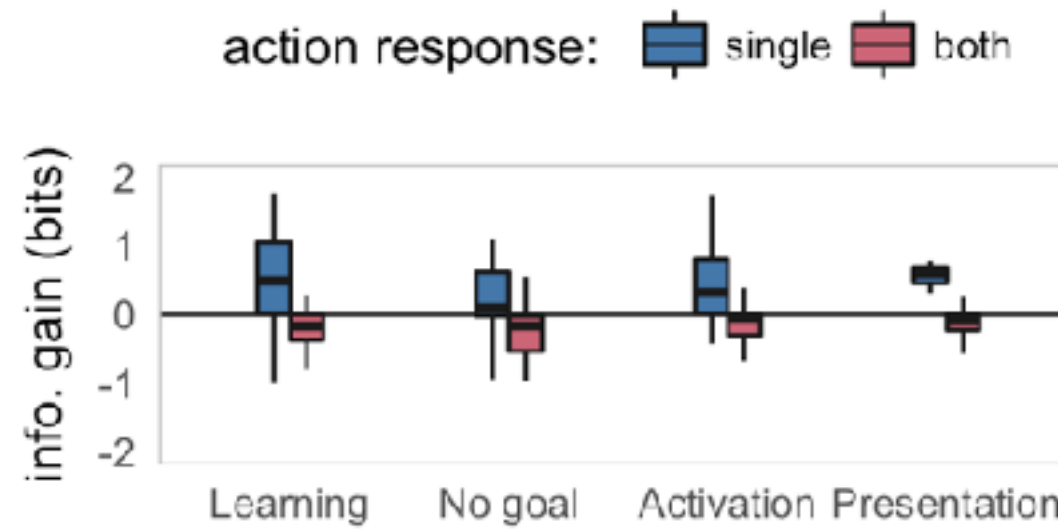 action response: single both
info. gain (bits)
2
1
0
-1
-2
Learning No goal Activation Presentation